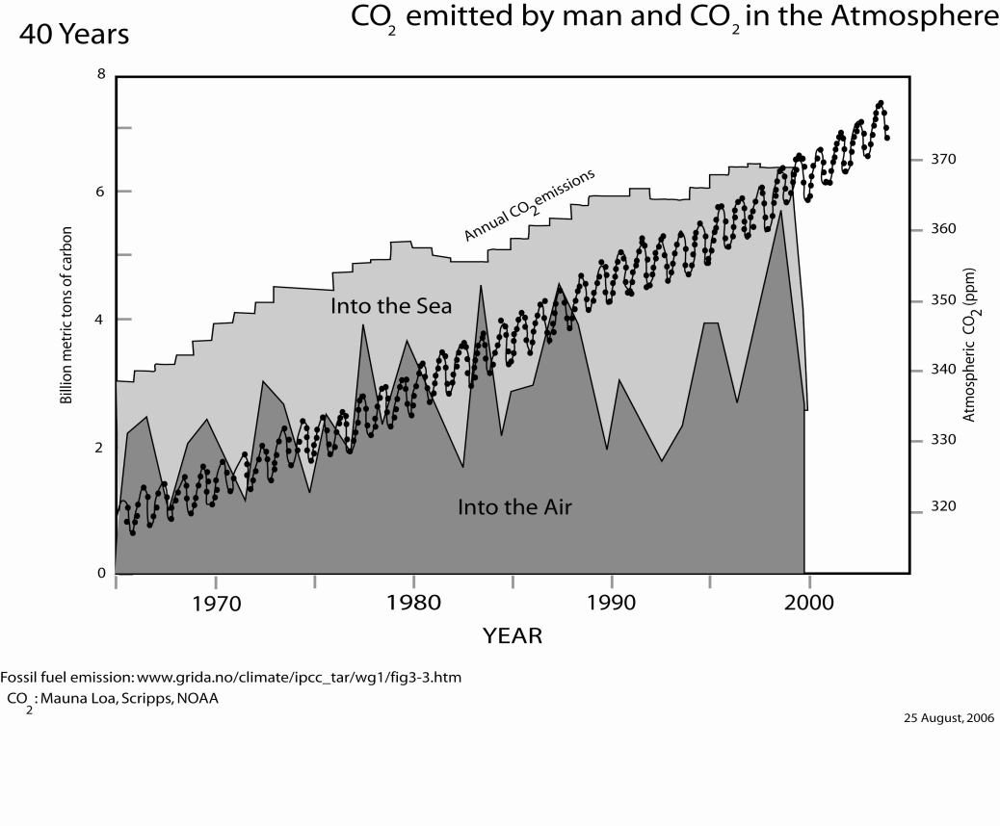 CO2 emitted by man and CO2 in the Atmosphere
40 Years
8
6
4
2
0
Billion metric tons of carbon
Annual CO2 emissions
Into the Sea
Into the Air
370
360
350
340
330
320
Atmospheric CO2 (ppm)
1970 1980 1990 2000
YEAR
Fossil fuel emission: www.grida.no/climate/ipcc_tar/wg1/fig3-3.htm
CO2 : Mauna Loa, Scripps, NOAA
25 August, 2006